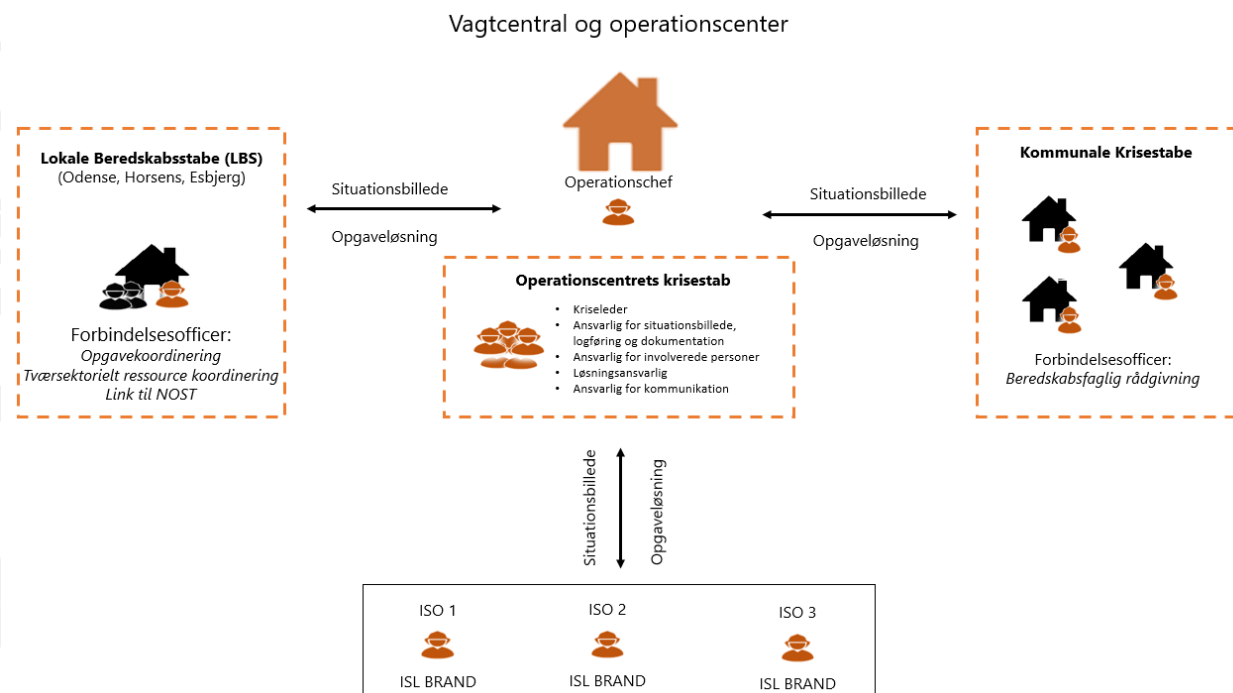 Vagtcentral og operationscenter
Lokale Beredskabsstabe (LBS)
(Odense, Horsens, Esbjerg)
Forbindelsesofficer:
Opgavekoordinering
Tværsektorielt ressource koordinering
Link til NOST
Situationsbillede
Opgaveløsning
Operationschef
Operationscentrets krisestab
• Kriseleder
• Ansvarlig for situationsbillede,
logføring og dokumentation
• Ansvarlig for involverede personer
• Løsningsansvarlig
• Ansvarlig for kommunikation
Situationsbillede
Opgaveløsning
Kommunale Krisestabe
Forbindelsesofficer:
Beredskabsfaglig rådgivning
Situationsbillede
Opgaveløsning
ISO 1
ISL BRAND
ISO 2
ISL BRAND
ISO 3
ISL BRAND